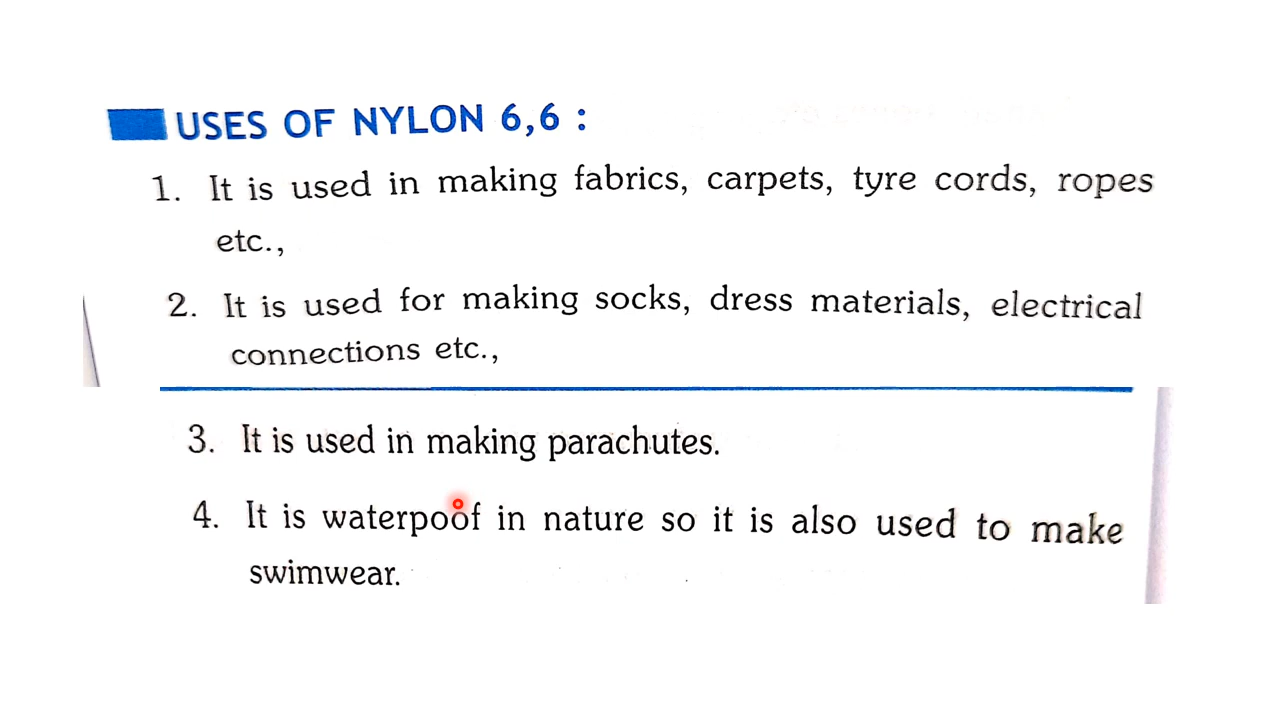 USES OF NYLON 6,6 :
1. It is used in making fabrics, carpets, tyre cords, ropes
etc.,
2. It is used for making socks, dress materials, electrical
connections etc.,
3. It is used in making parachutes.
4. It is waterpoof in nature so it is also used to make
swimwear.